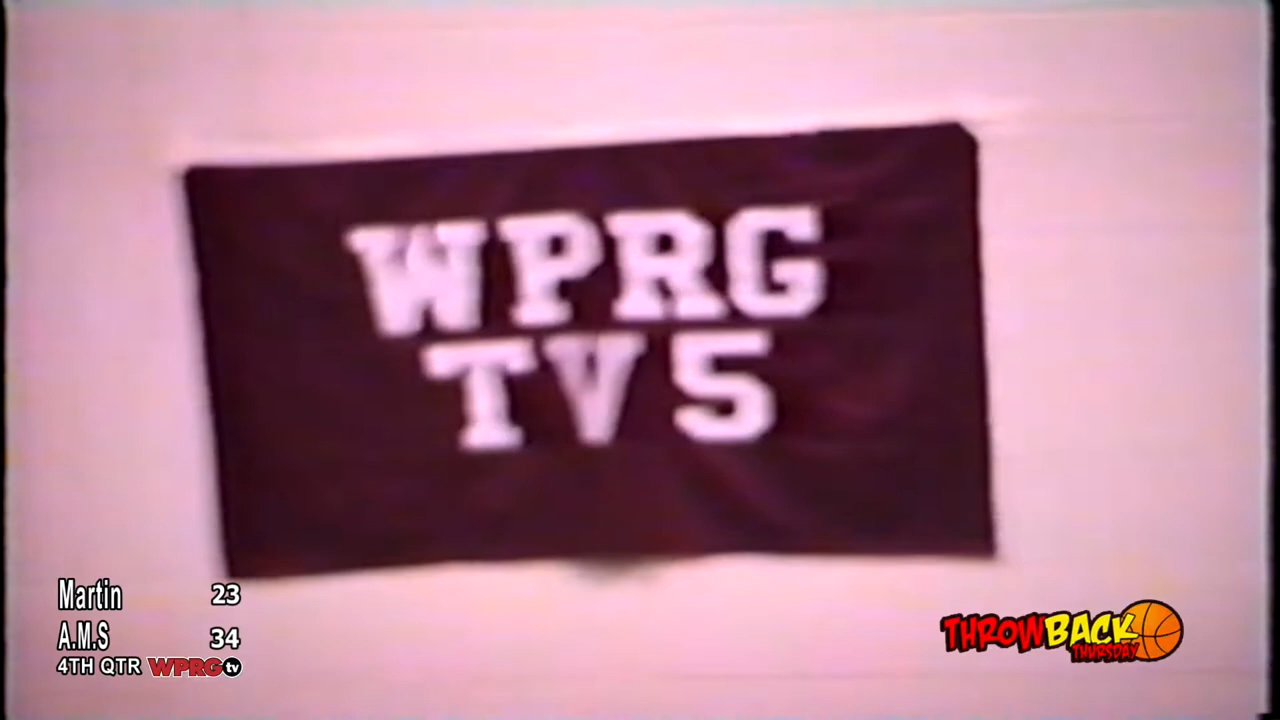 WPRG
TV5
Martin 23
A.M.S 34
4TH QTR WPRG tv
THROWBACK
THURSDAY